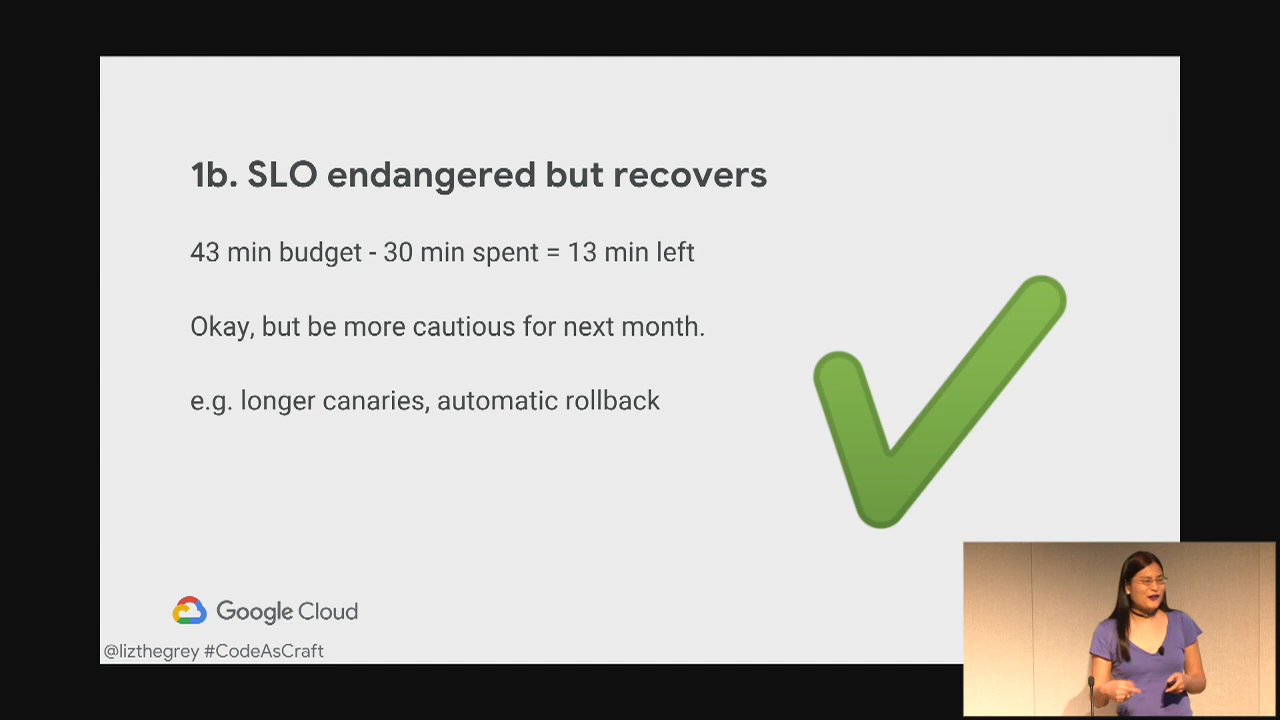 1b. SLO endangered but recovers
43 min budget - 30 min spent = 13 min left
Okay, but be more cautious for next month.
e.g. longer canaries, automatic rollback
Google Cloud
@lizthegrey #CodeAsCraft